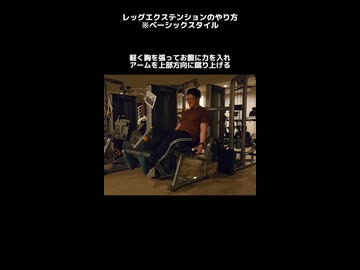 レッグエクステンションのやり方
※ベーシックスタイル
軽く胸を張ってお腹に力を入れ
アームを上部方向に蹴り上げる